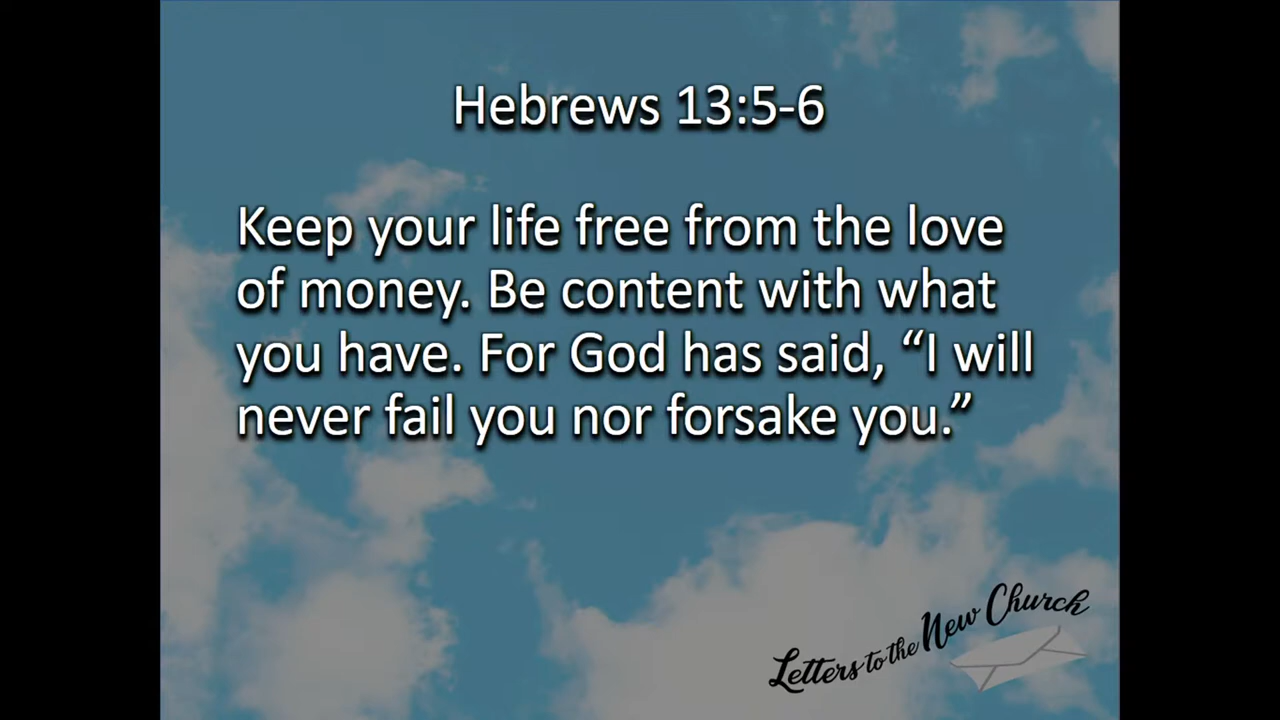 Hebrews 13:5-6
Keep your life free from the love
of money. Be content with what
you have. For God has said, “I will
never fail you nor forsake you.”
Letters to the New Church